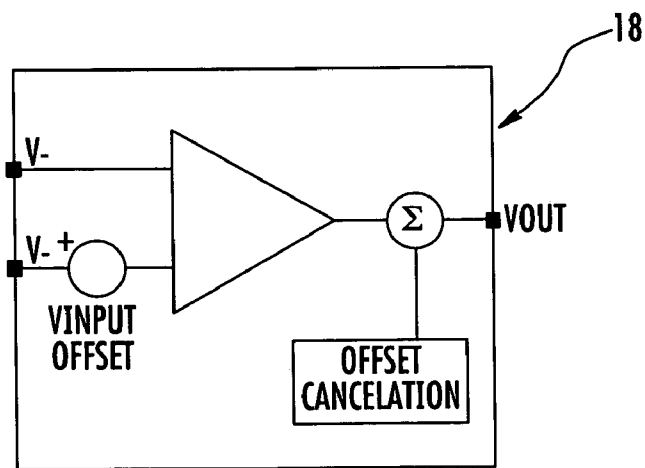 18
V-
V- +
Σ
VOUT
VINPUT
OFFSET
OFFSET
CANCELATION